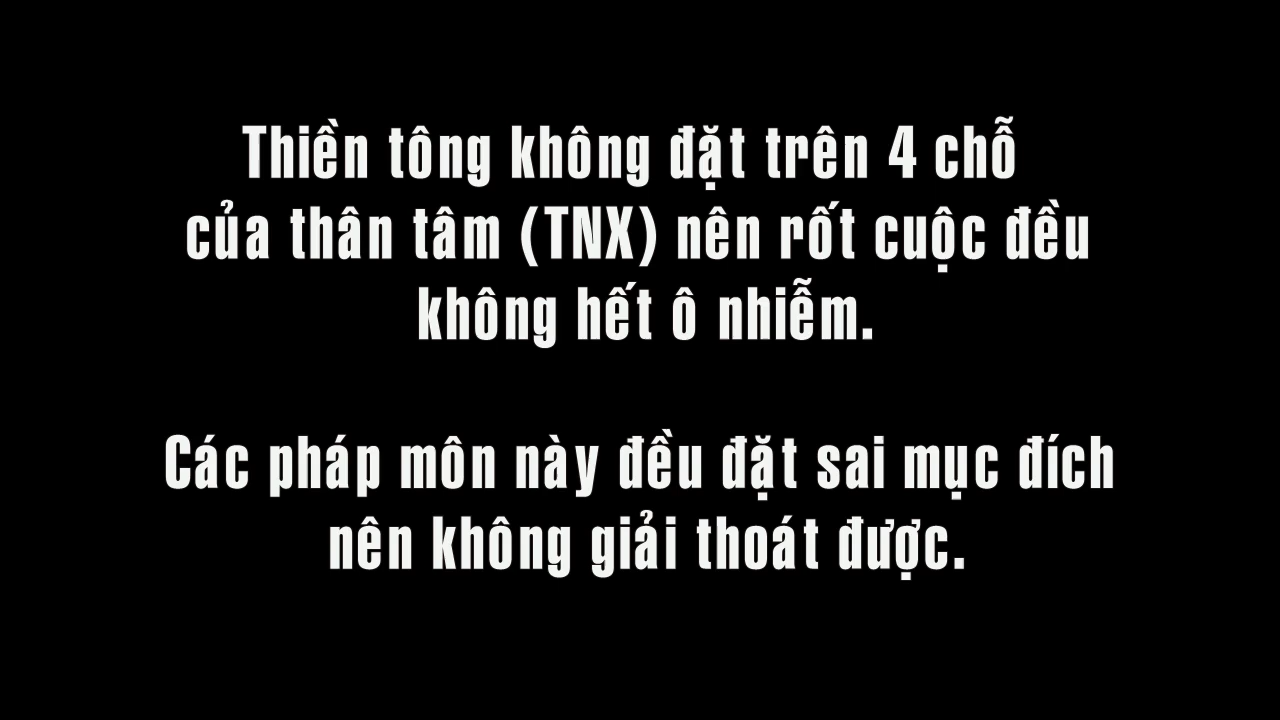 Thiền tông không đặt trên 4 chỗ
của thân tâm (TNX) nên rốt cuộc đều
không hết ô nhiễm.
Các pháp môn này đều đặt sai mục đích
nên không giải thoát được.